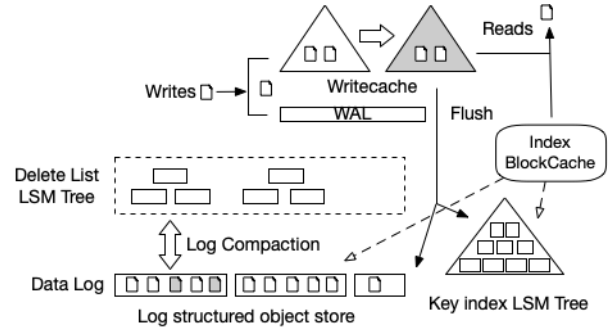 Reads
Writecache
Writes
WAL
Flush
Index
BlockCache
Delete List
LSM Tree
Log Compaction
Data Log
Key index LSM Tree
Log structured object store